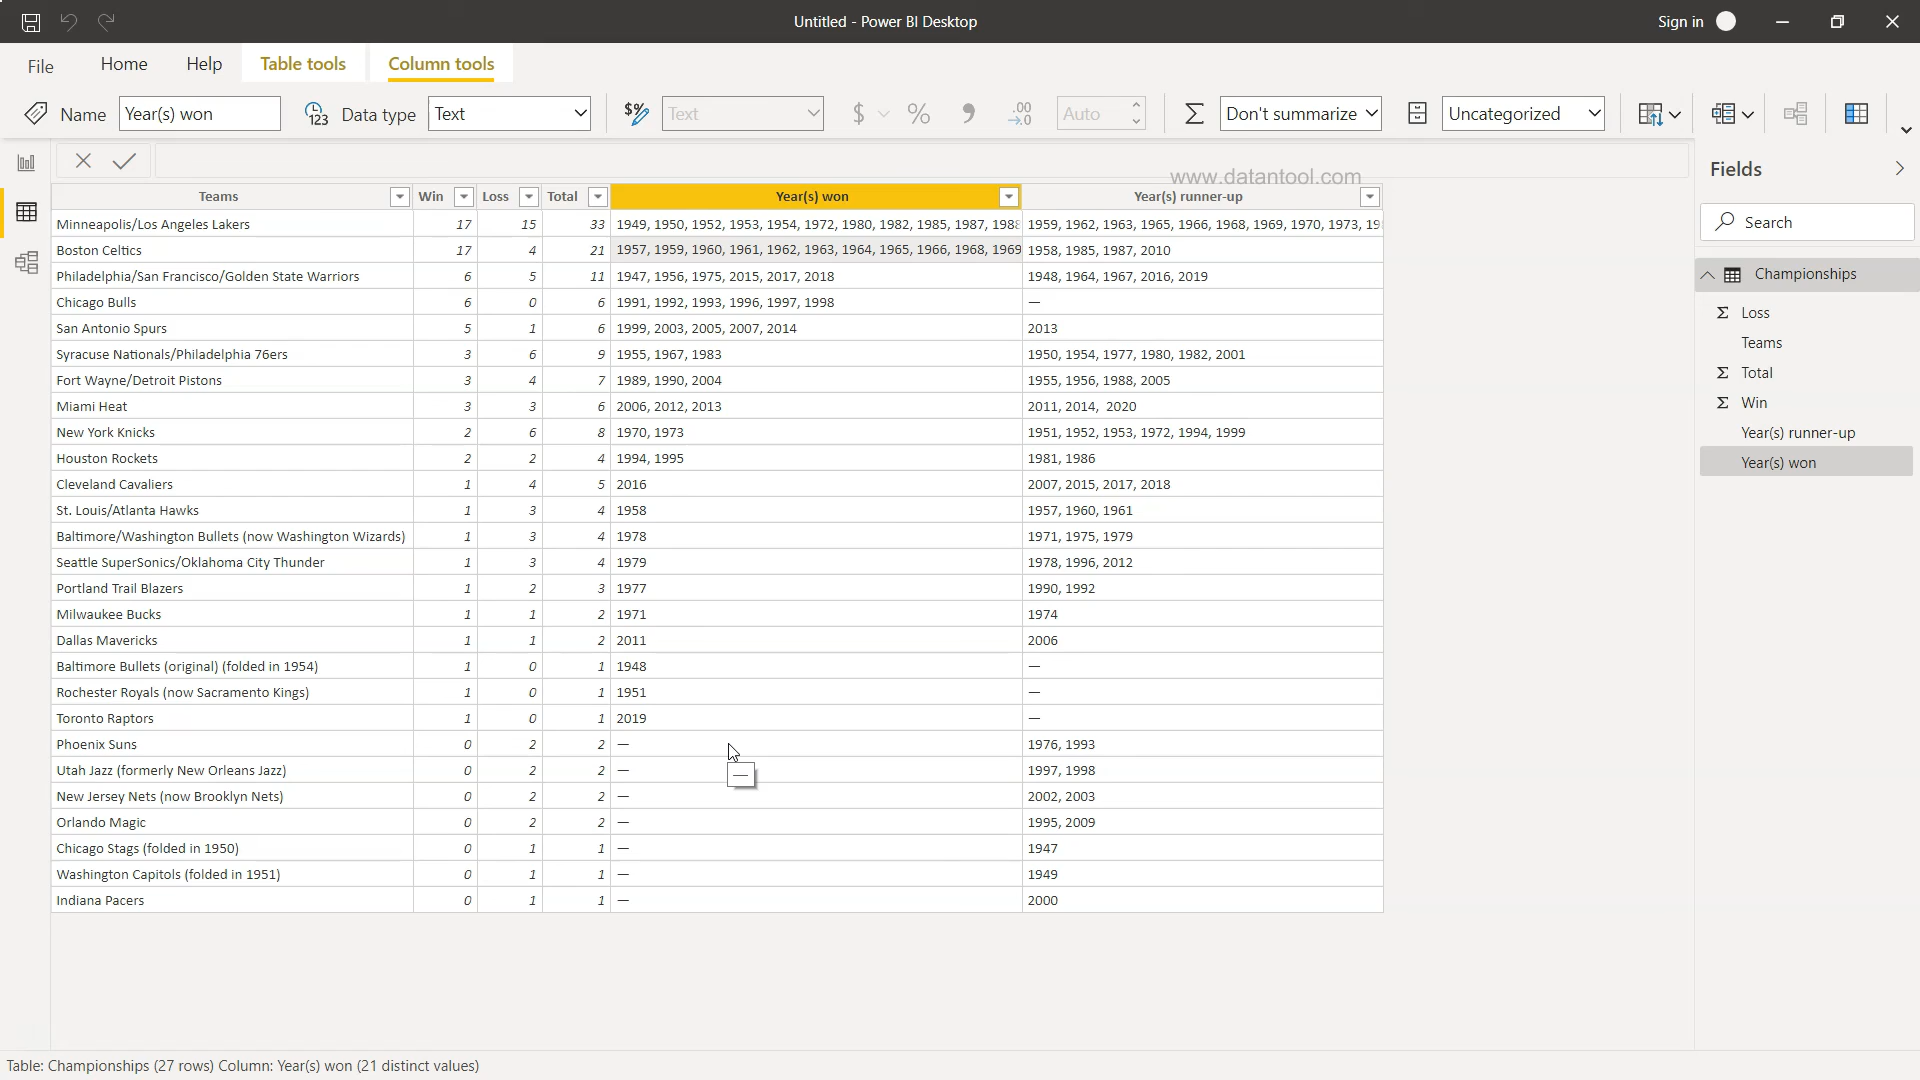 Untitled - Power BI Desktop
Sign in
File Home Help Table tools Column tools
Name Year(s) won Data type Text Text $ % Auto Don't summarize Uncategorized
www.datantool.com
Teams Win Loss Total Year(s) won Year(s) runner-up
Minneapolis/Los Angeles Lakers 17 15 33 1949, 1950, 1952, 1953, 1954, 1972, 1980, 1982, 1985, 1987, 1988 1959, 1962, 1963, 1965, 1966, 1968, 1969, 1970, 1973, 19
Boston Celtics 17 4 21 1957, 1959, 1960, 1961, 1962, 1963, 1964, 1965, 1966, 1968, 1969 1958, 1985, 1987, 2010
Philadelphia/San Francisco/Golden State Warriors 6 5 11 1947, 1956, 1975, 2015, 2017, 2018 1948, 1964, 1967, 2016, 2019
Chicago Bulls 6 0 6 1991, 1992, 1993, 1996, 1997, 1998 —
San Antonio Spurs 5 1 6 1999, 2003, 2005, 2007, 2014 2013
Syracuse Nationals/Philadelphia 76ers 3 6 9 1955, 1967, 1983 1950, 1954, 1977, 1980, 1982, 2001
Fort Wayne/Detroit Pistons 3 4 7 1989, 1990, 2004 1955, 1956, 1988, 2005
Miami Heat 3 3 6 2006, 2012, 2013 2011, 2014, 2020
New York Knicks 2 6 8 1970, 1973 1951, 1952, 1953, 1972, 1994, 1999
Houston Rockets 2 2 4 1994, 1995 1981, 1986
Cleveland Cavaliers 1 4 5 2016 2007, 2015, 2017, 2018
St. Louis/Atlanta Hawks 1 3 4 1958 1957, 1960, 1961
Baltimore/Washington Bullets (now Washington Wizards) 1 3 4 1978 1971, 1975, 1979
Seattle SuperSonics/Oklahoma City Thunder 1 3 4 1979 1978, 1996, 2012
Portland Trail Blazers 1 2 3 1977 1990, 1992
Milwaukee Bucks 1 1 2 1971 1974
Dallas Mavericks 1 1 2 2011 2006
Baltimore Bullets (original) (folded in 1954) 1 0 1 1948 —
Rochester Royals (now Sacramento Kings) 1 0 1 1951 —
Toronto Raptors 1 0 1 2019 —
Phoenix Suns 0 2 2 — 1976, 1993
Utah Jazz (formerly New Orleans Jazz) 0 2 2 — 1997, 1998
New Jersey Nets (now Brooklyn Nets) 0 2 2 — 2002, 2003
Orlando Magic 0 2 2 — 1995, 2009
Chicago Stags (folded in 1950) 0 1 1 — 1947
Washington Capitols (folded in 1951) 0 1 1 — 1949
Indiana Pacers 0 1 1 — 2000
—
Fields
Search
Championships
Σ Loss
Teams
Σ Total
Σ Win
Year(s) runner-up
Year(s) won
Table: Championships (27 rows) Column: Year(s) won (21 distinct values)